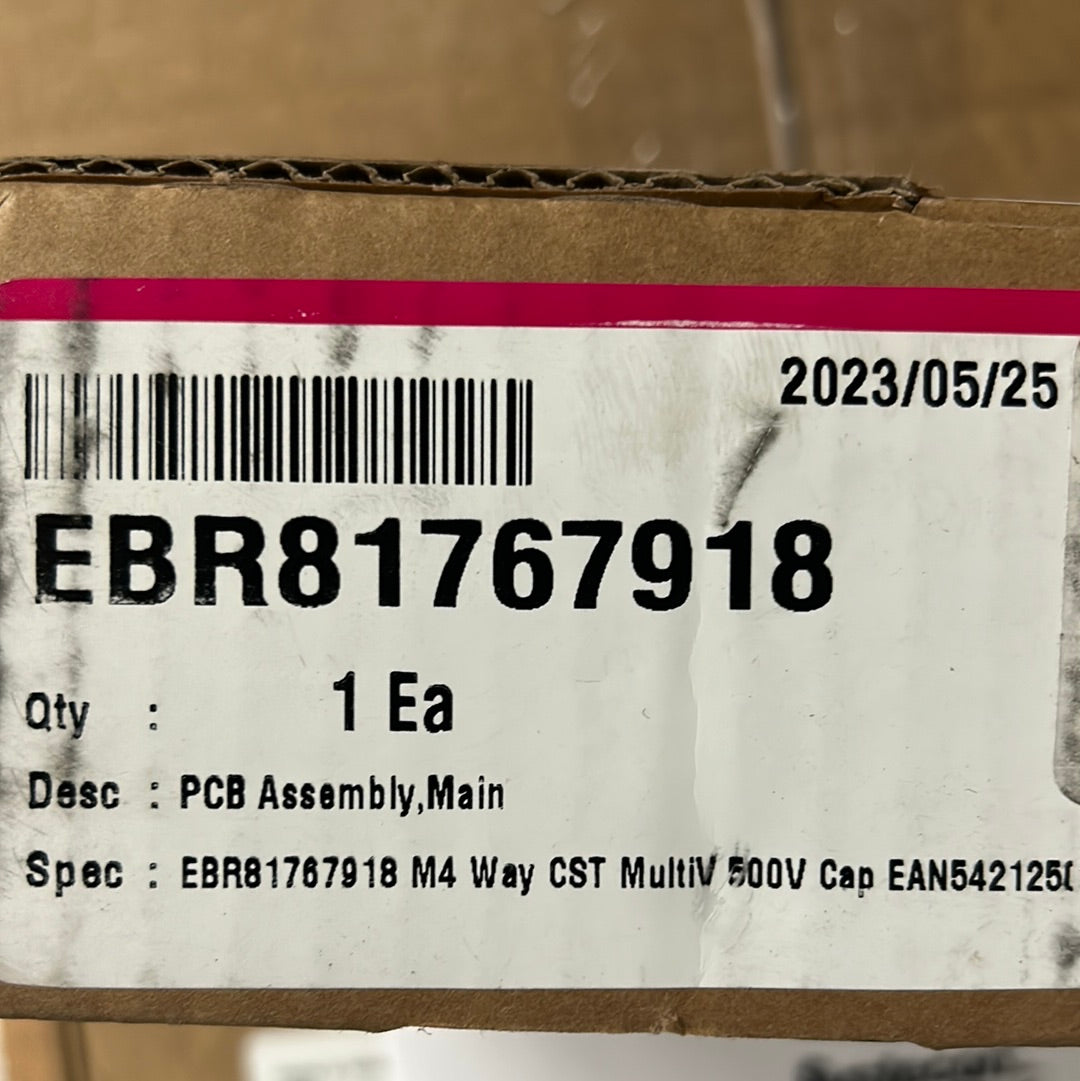 2023/05/25
EBR81767918
Qty : 1 Ea
Desc : PCB Assembly,Main
Spec : EBR81767918 M4 Way CST MultiV 500V Cap